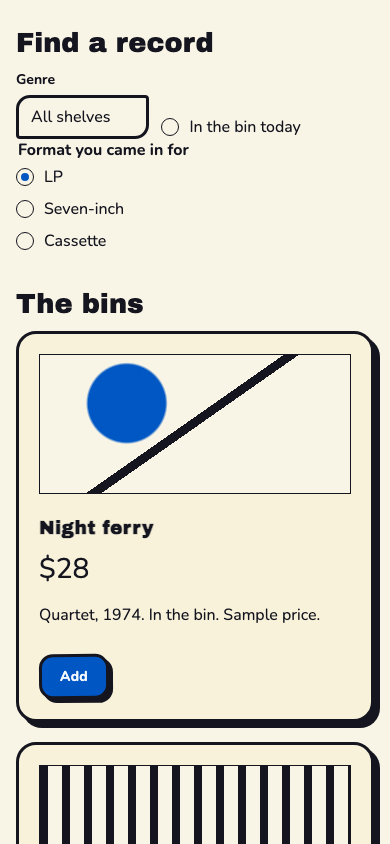 Find a record
Genre
All shelves
In the bin today
Format you came in for
LP
Seven-inch
Cassette
The bins
Night ferry
$28
Quartet, 1974. In the bin. Sample price.
Add